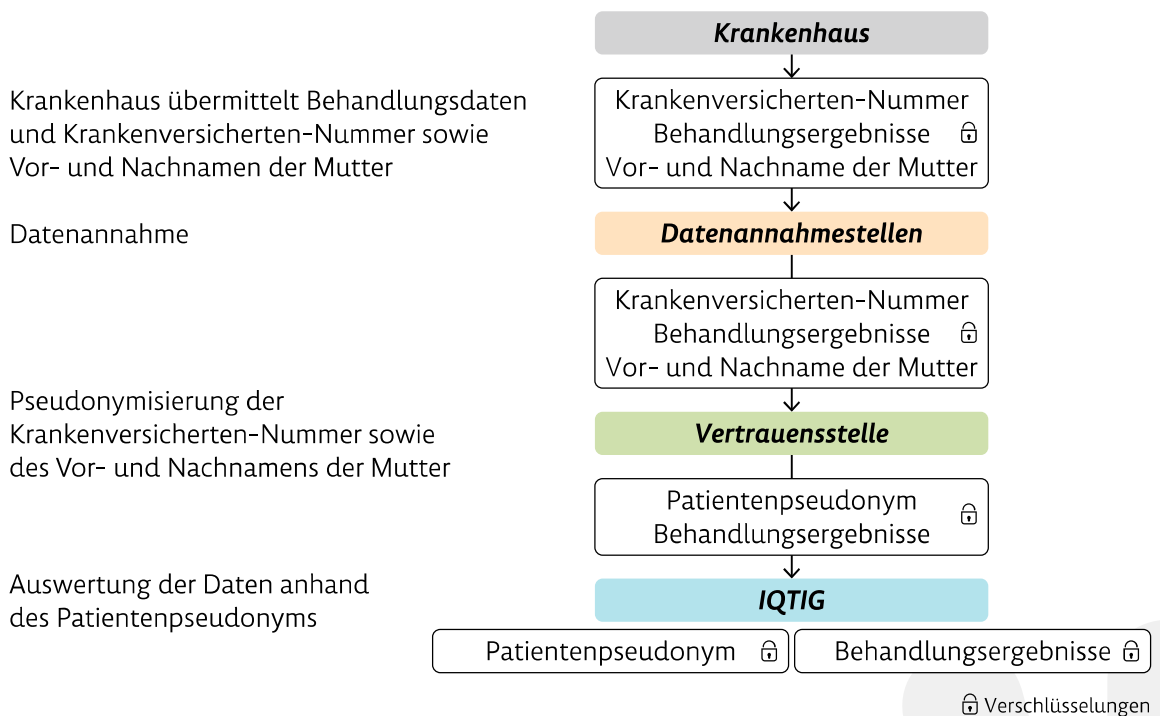 Krankenhaus
Krankenhaus übermittelt Behandlungsdaten
und Krankenversicherten-Nummer sowie
Vor- und Nachnamen der Mutter
Krankenversicherten-Nummer
Behandlungsergebnisse
Vor- und Nachname der Mutter
Datenannahme
Datenannahmestellen
Krankenversicherten-Nummer
Behandlungsergebnisse
Vor- und Nachname der Mutter
Pseudonymisierung der
Krankenversicherten-Nummer sowie
des Vor- und Nachnamens der Mutter
Vertrauensstelle
Patientenpseudonym
Behandlungsergebnisse
Auswertung der Daten anhand
des Patientenpseudonyms
IQTIG
Patientenpseudonym
Behandlungsergebnisse
Verschlüsselungen